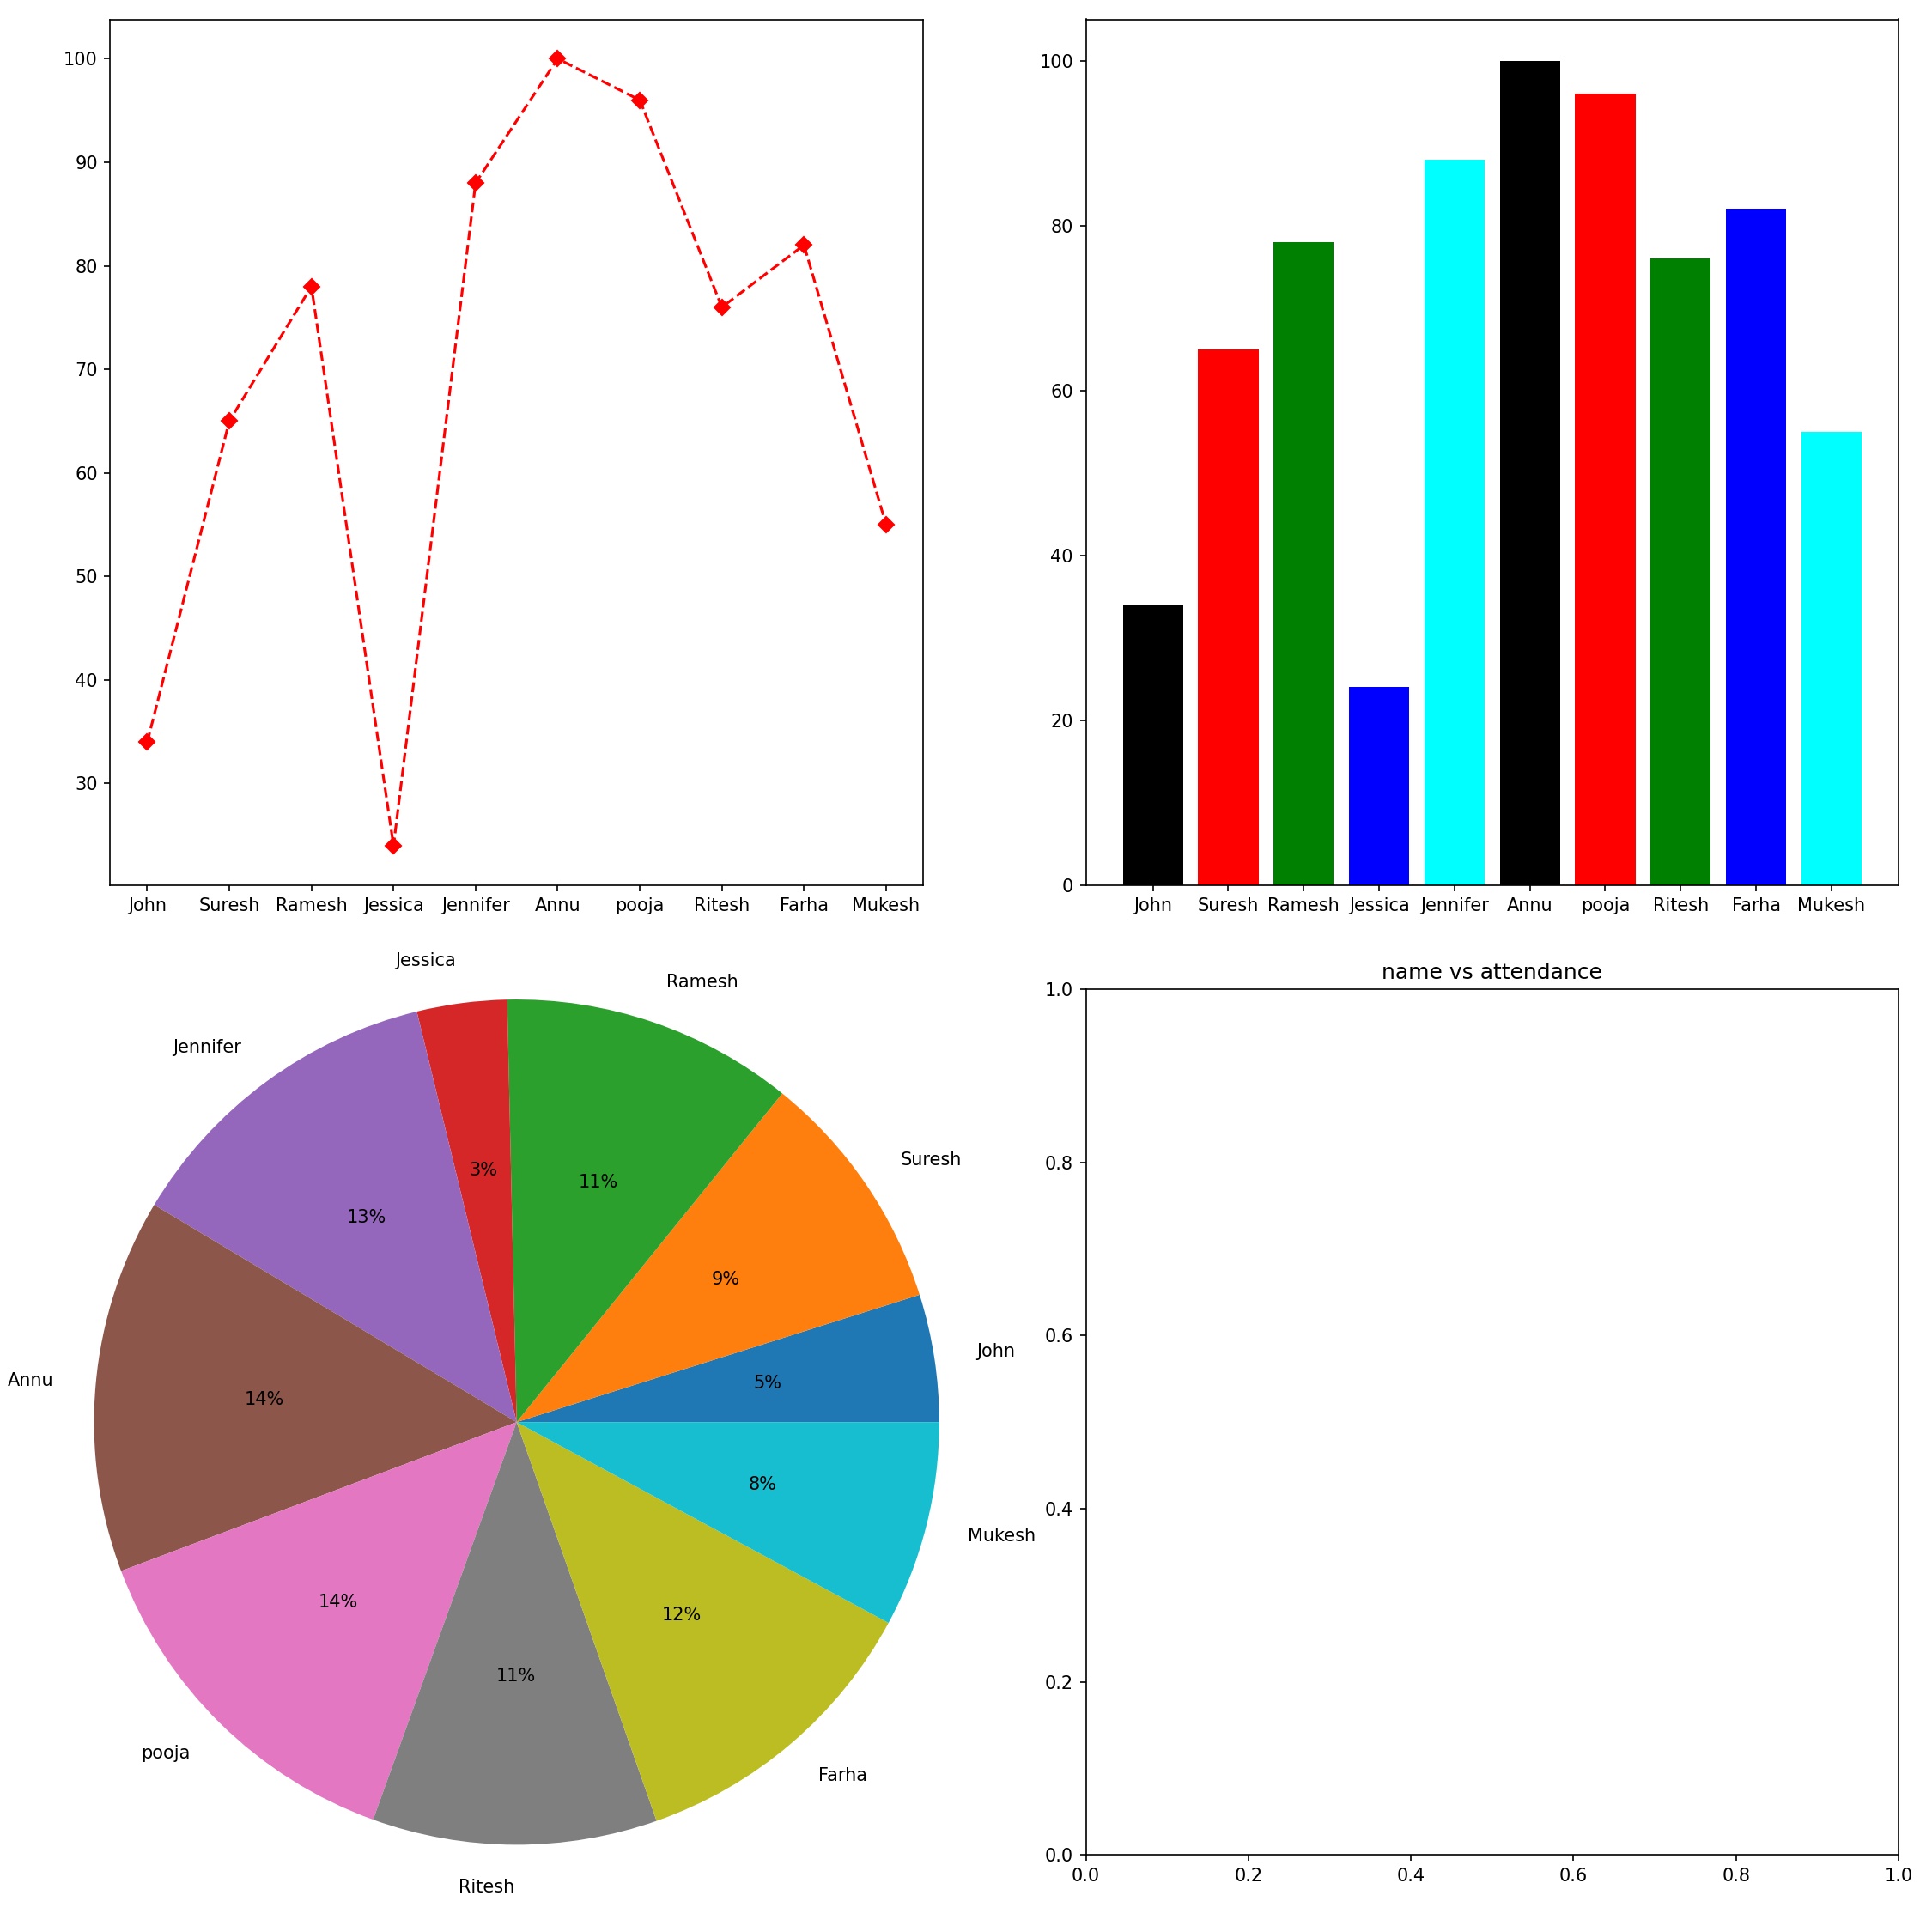 100
90
80
70
60
50
40
30
John Suresh Ramesh Jessica Jennifer Annu pooja Ritesh Farha Mukesh
100
80
60
40
20
0
John Suresh Ramesh Jessica Jennifer Annu pooja Ritesh Farha Mukesh
Jessica
Ramesh
Jennifer
Suresh
3%
11%
13%
9%
John
Annu
5%
14%
8%
Mukesh
14%
12%
11%
pooja
Farha
Ritesh
name vs attendance
1.0
0.8
0.6
0.4
0.2
0.0
0.0 0.2 0.4 0.6 0.8 1.0